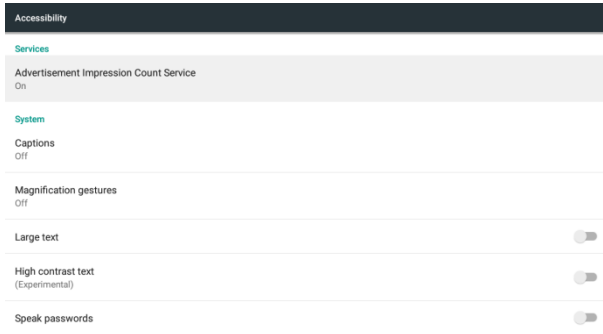 Accessibility
Services
Advertisement Impression Count Service
On
System
Captions
Off
Magnification gestures
Off
Large text
High contrast text
(Experimental)
Speak passwords